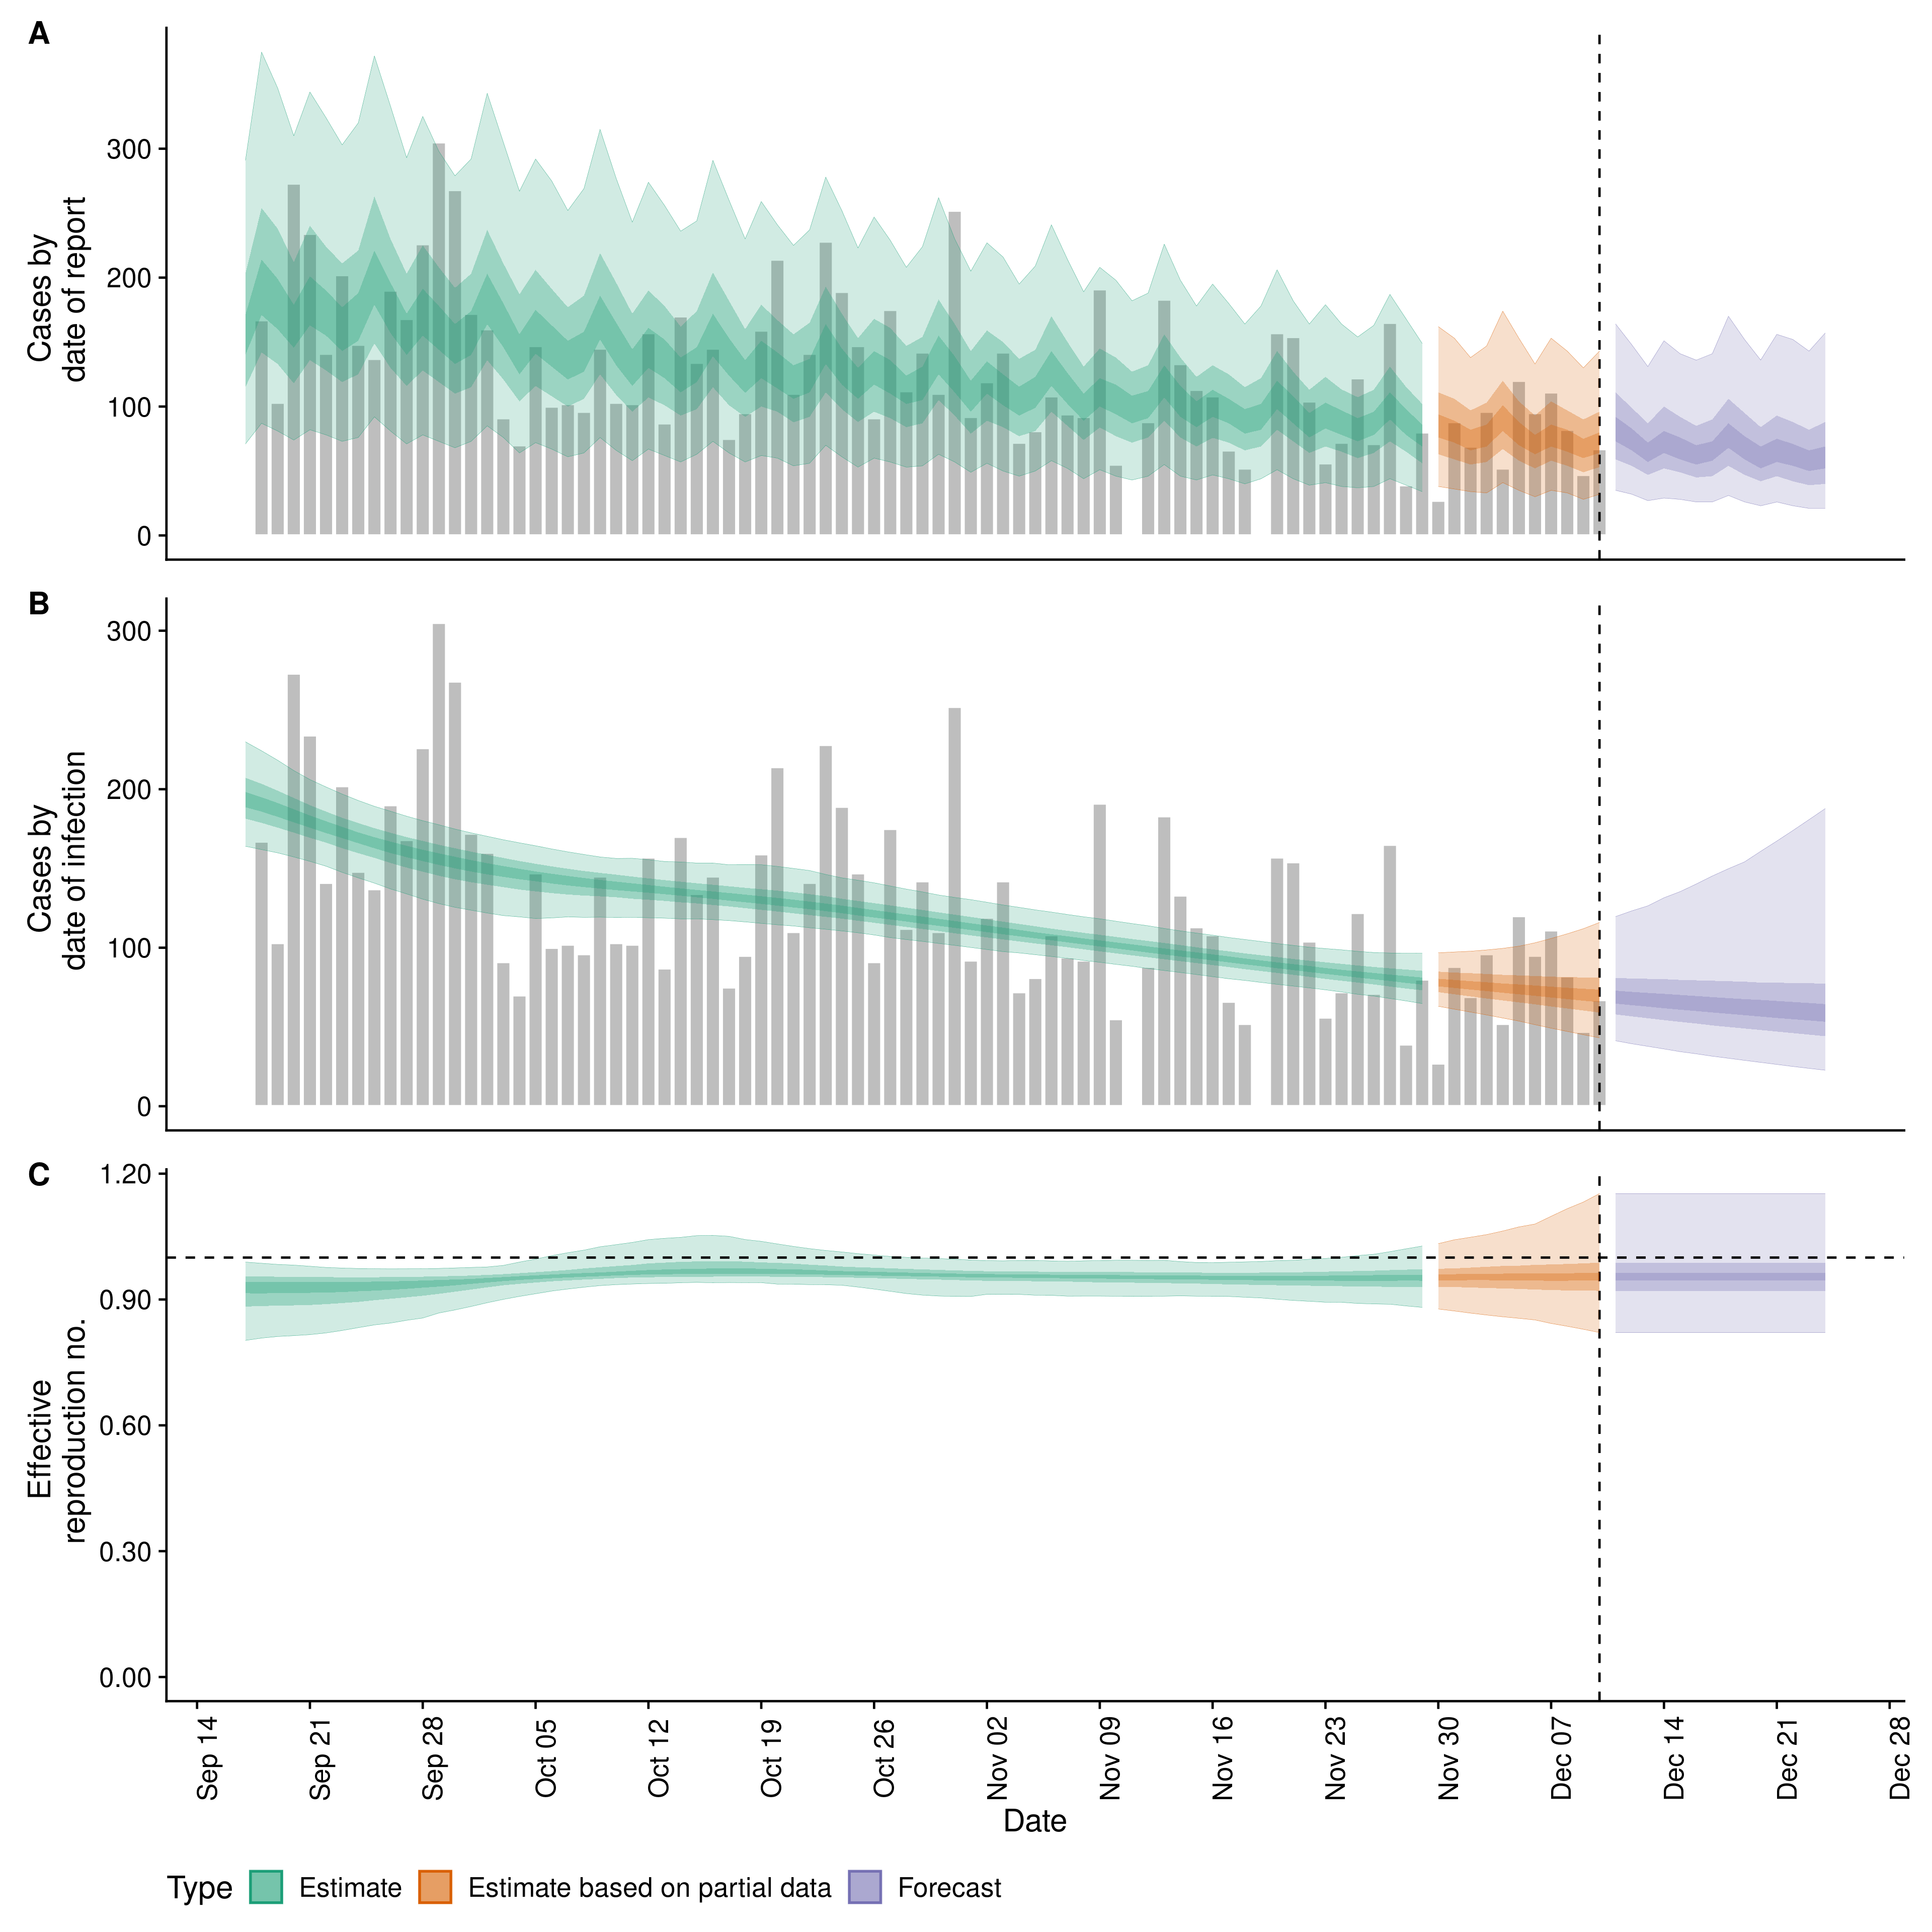 A
Cases by
date of report
300
200
100
0
B
Cases by
date of infection
300
200
100
0
C
Effective
reproduction no.
1.20
0.90
0.60
0.30
0.00
Sep 14
Sep 21
Sep 28
Oct 05
Oct 12
Oct 19
Oct 26
Nov 02
Nov 09
Nov 16
Nov 23
Nov 30
Dec 07
Dec 14
Dec 21
Dec 28
Date
Type Estimate Estimate based on partial data Forecast